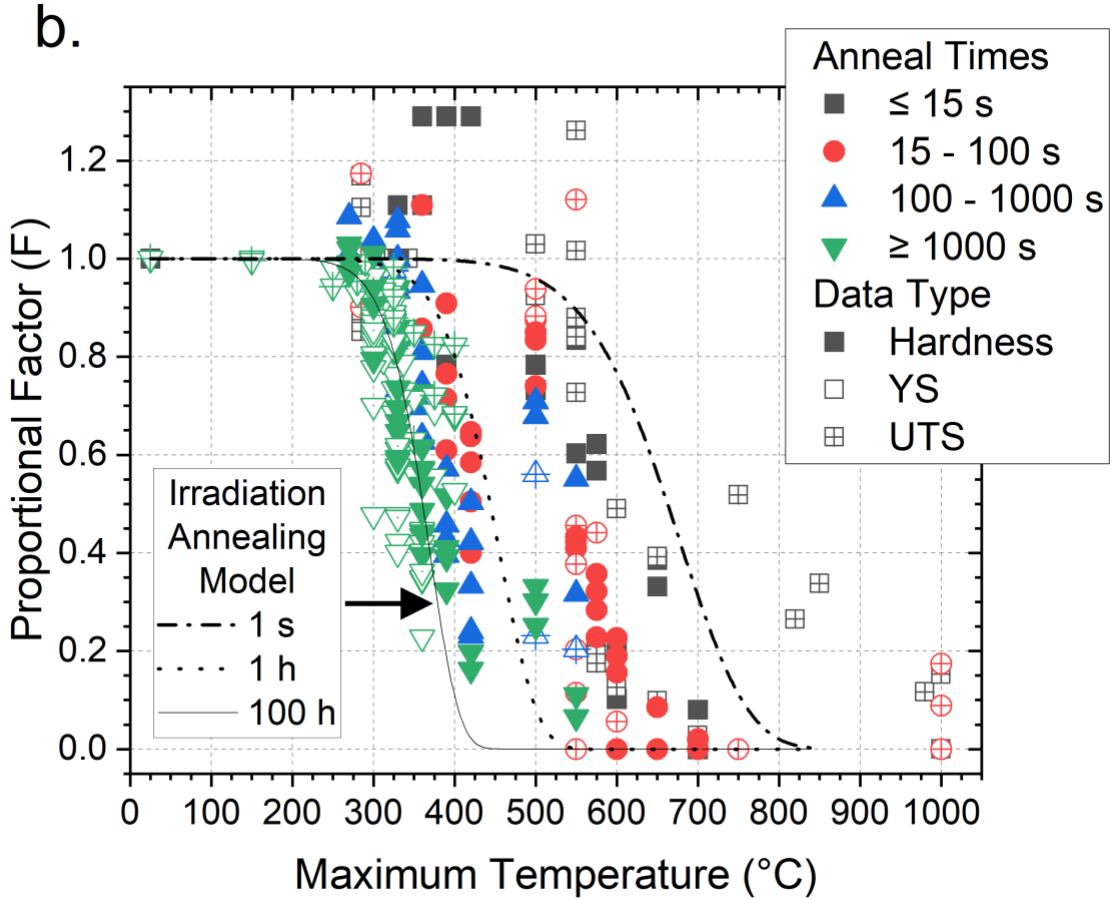 b.
Anneal Times
≤ 15 s
15 - 100 s
100 - 1000 s
≥ 1000 s
Data Type
Hardness
YS
UTS
Proportional Factor (F)
1.2
1.0
0.8
0.6
0.4
0.2
0.0
Irradiation
Annealing
Model
1 s
1 h
100 h
0 100 200 300 400 500 600 700 800 900 1000
Maximum Temperature (°C)